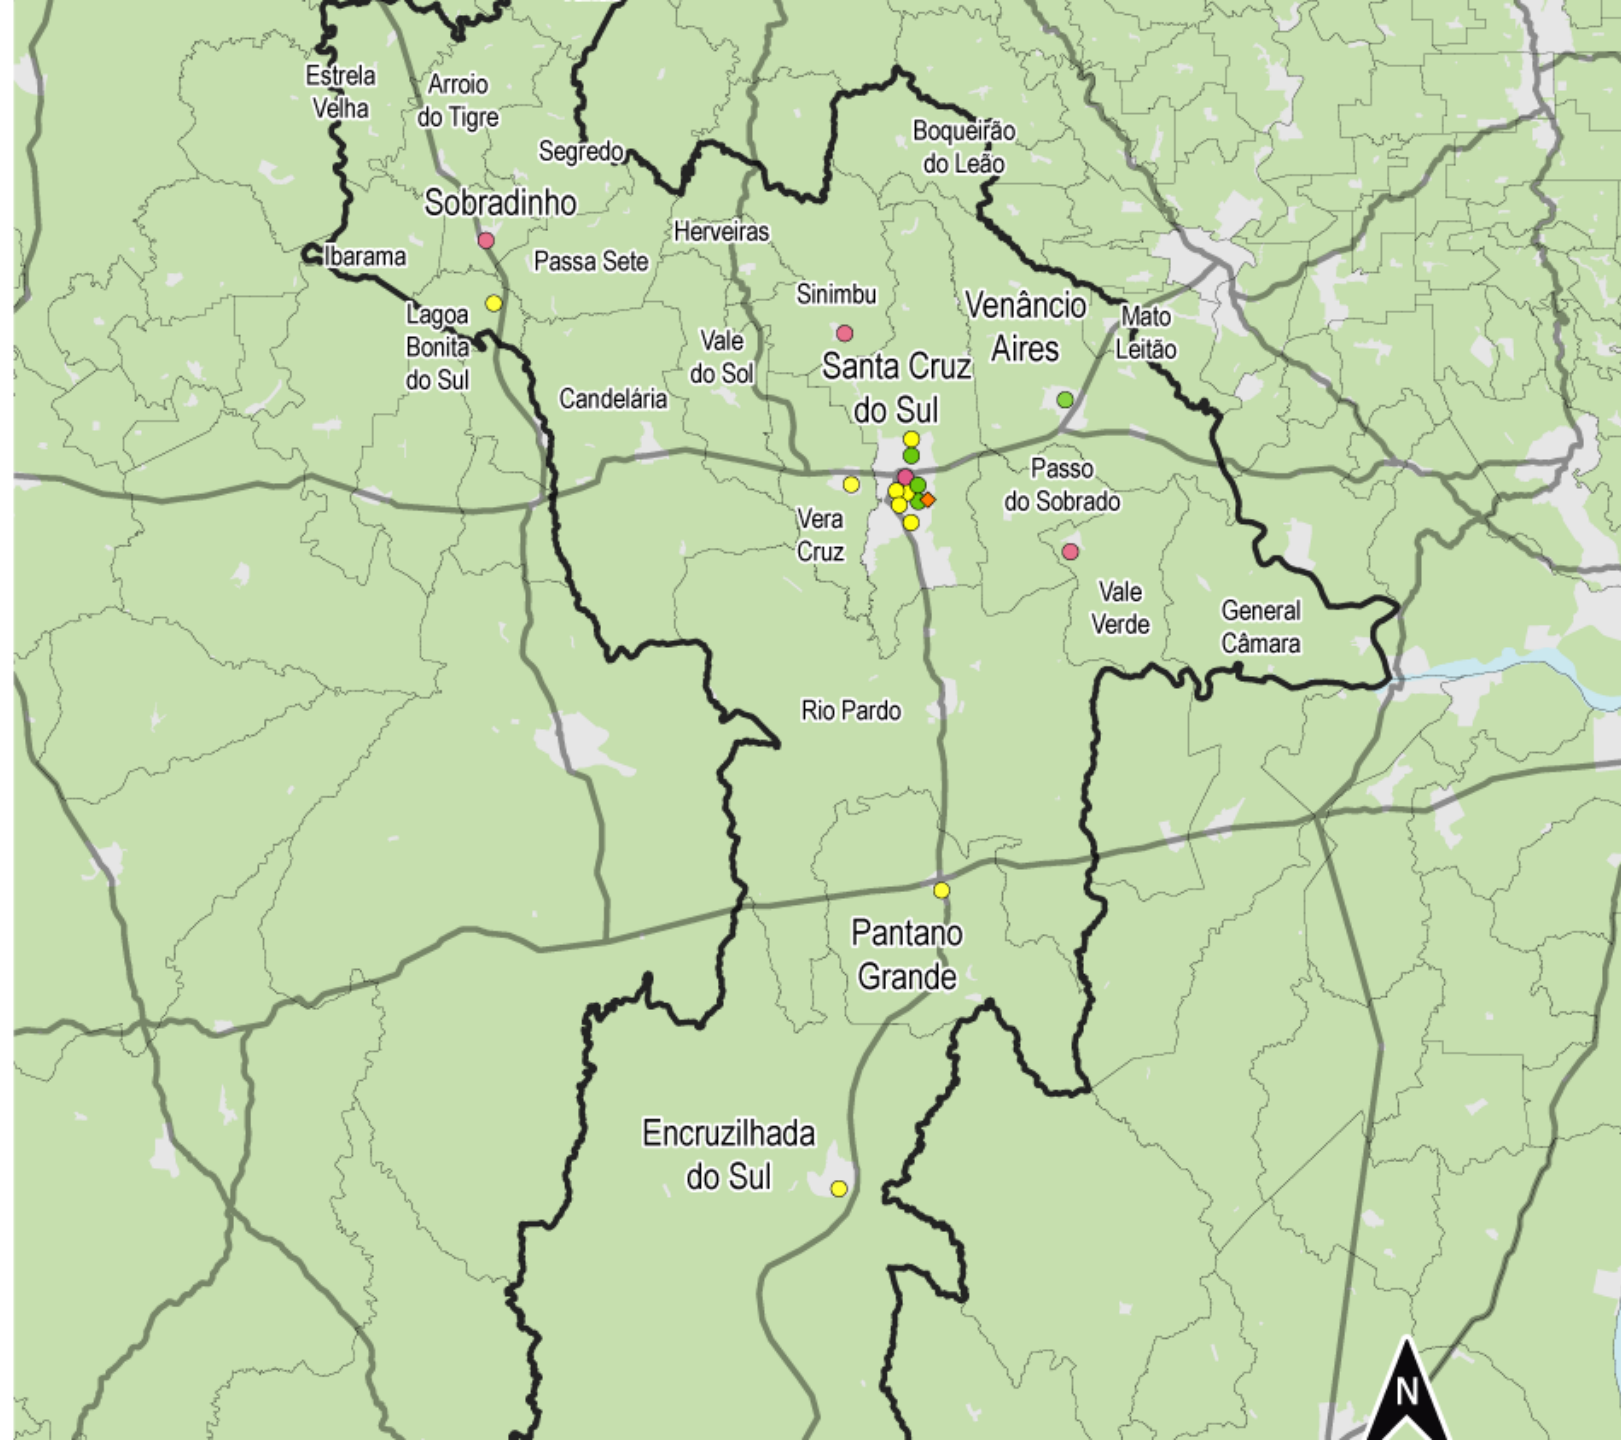 Estrela
Velha
Arroio
do Tigre
Segredo
Boqueirão
do Leão
Sobradinho
Herveiras
Ibarama
Passa Sete
Sinimbu
Venâncio
Aires
Lagoa
Bonita
do Sul
Mato
Leitão
Vale
do Sol
Santa Cruz
do Sul
Candelária
Passo
do Sobrado
Vera
Cruz
Vale
Verde
General
Câmara
Rio Pardo
Pantano
Grande
Encruzilhada
do Sul
N